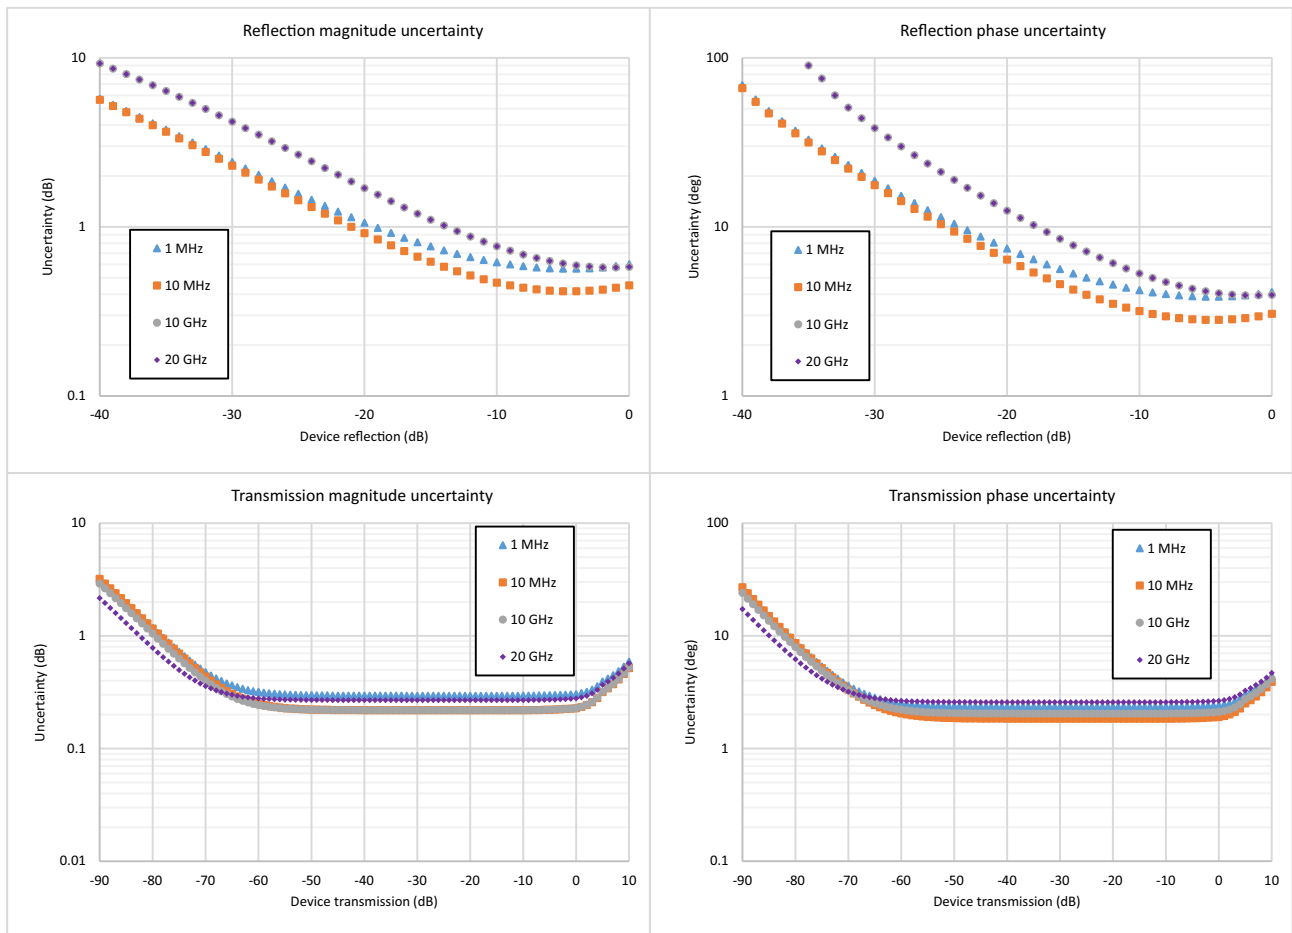 Reflection magnitude uncertainty
10
1
0.1
Uncertainty (dB)
1 MHz
10 MHz
10 GHz
20 GHz
-40 -30 -20 -10 0
Device reflection (dB)
Reflection phase uncertainty
100
10
1
Uncertainty (deg)
1 MHz
10 MHz
10 GHz
20 GHz
-40 -30 -20 -10 0
Device reflection (dB)
Transmission magnitude uncertainty
10
1
0.1
0.01
Uncertainty (dB)
1 MHz
10 MHz
10 GHz
20 GHz
-90 -80 -70 -60 -50 -40 -30 -20 -10 0 10
Device transmission (dB)
Transmission phase uncertainty
100
10
1
0.1
Uncertainty (deg)
1 MHz
10 MHz
10 GHz
20 GHz
-90 -80 -70 -60 -50 -40 -30 -20 -10 0 10
Device transmission (dB)